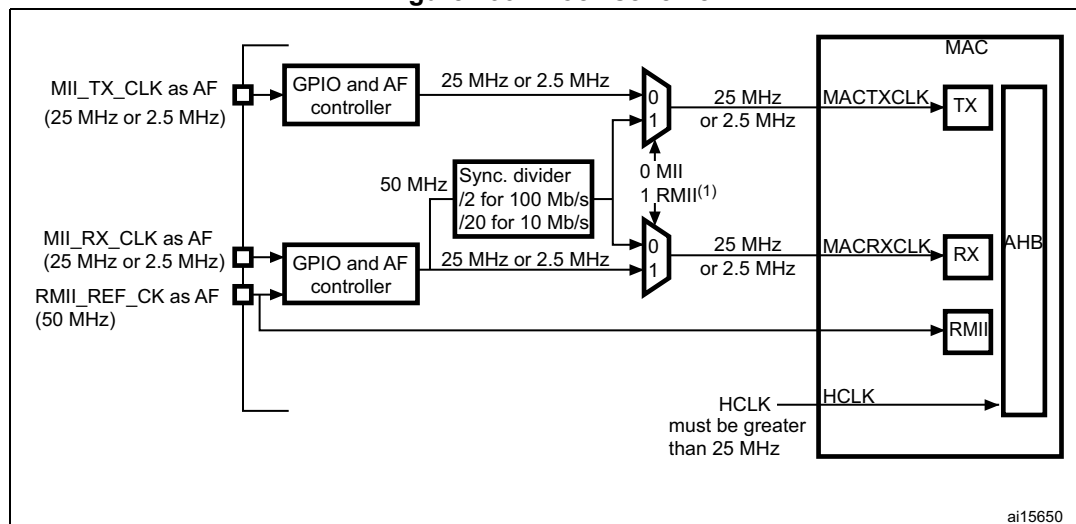 MAC
MII_TX_CLK as AF
(25 MHz or 2.5 MHz)
GPIO and AF
controller
25 MHz or 2.5 MHz
0
1
25 MHz
or 2.5 MHz
MACTXCLK
TX
50 MHz
Sync. divider
/2 for 100 Mb/s
/20 for 10 Mb/s
0 MII
1 RMII(1)
MII_RX_CLK as AF
(25 MHz or 2.5 MHz)
RMII_REF_CK as AF
(50 MHz)
GPIO and AF
controller
25 MHz or 2.5 MHz
0
1
25 MHz
or 2.5 MHz
MACRXCLK
RX
AHB
RMII
HCLK
must be greater
than 25 MHz
HCLK
ai15650